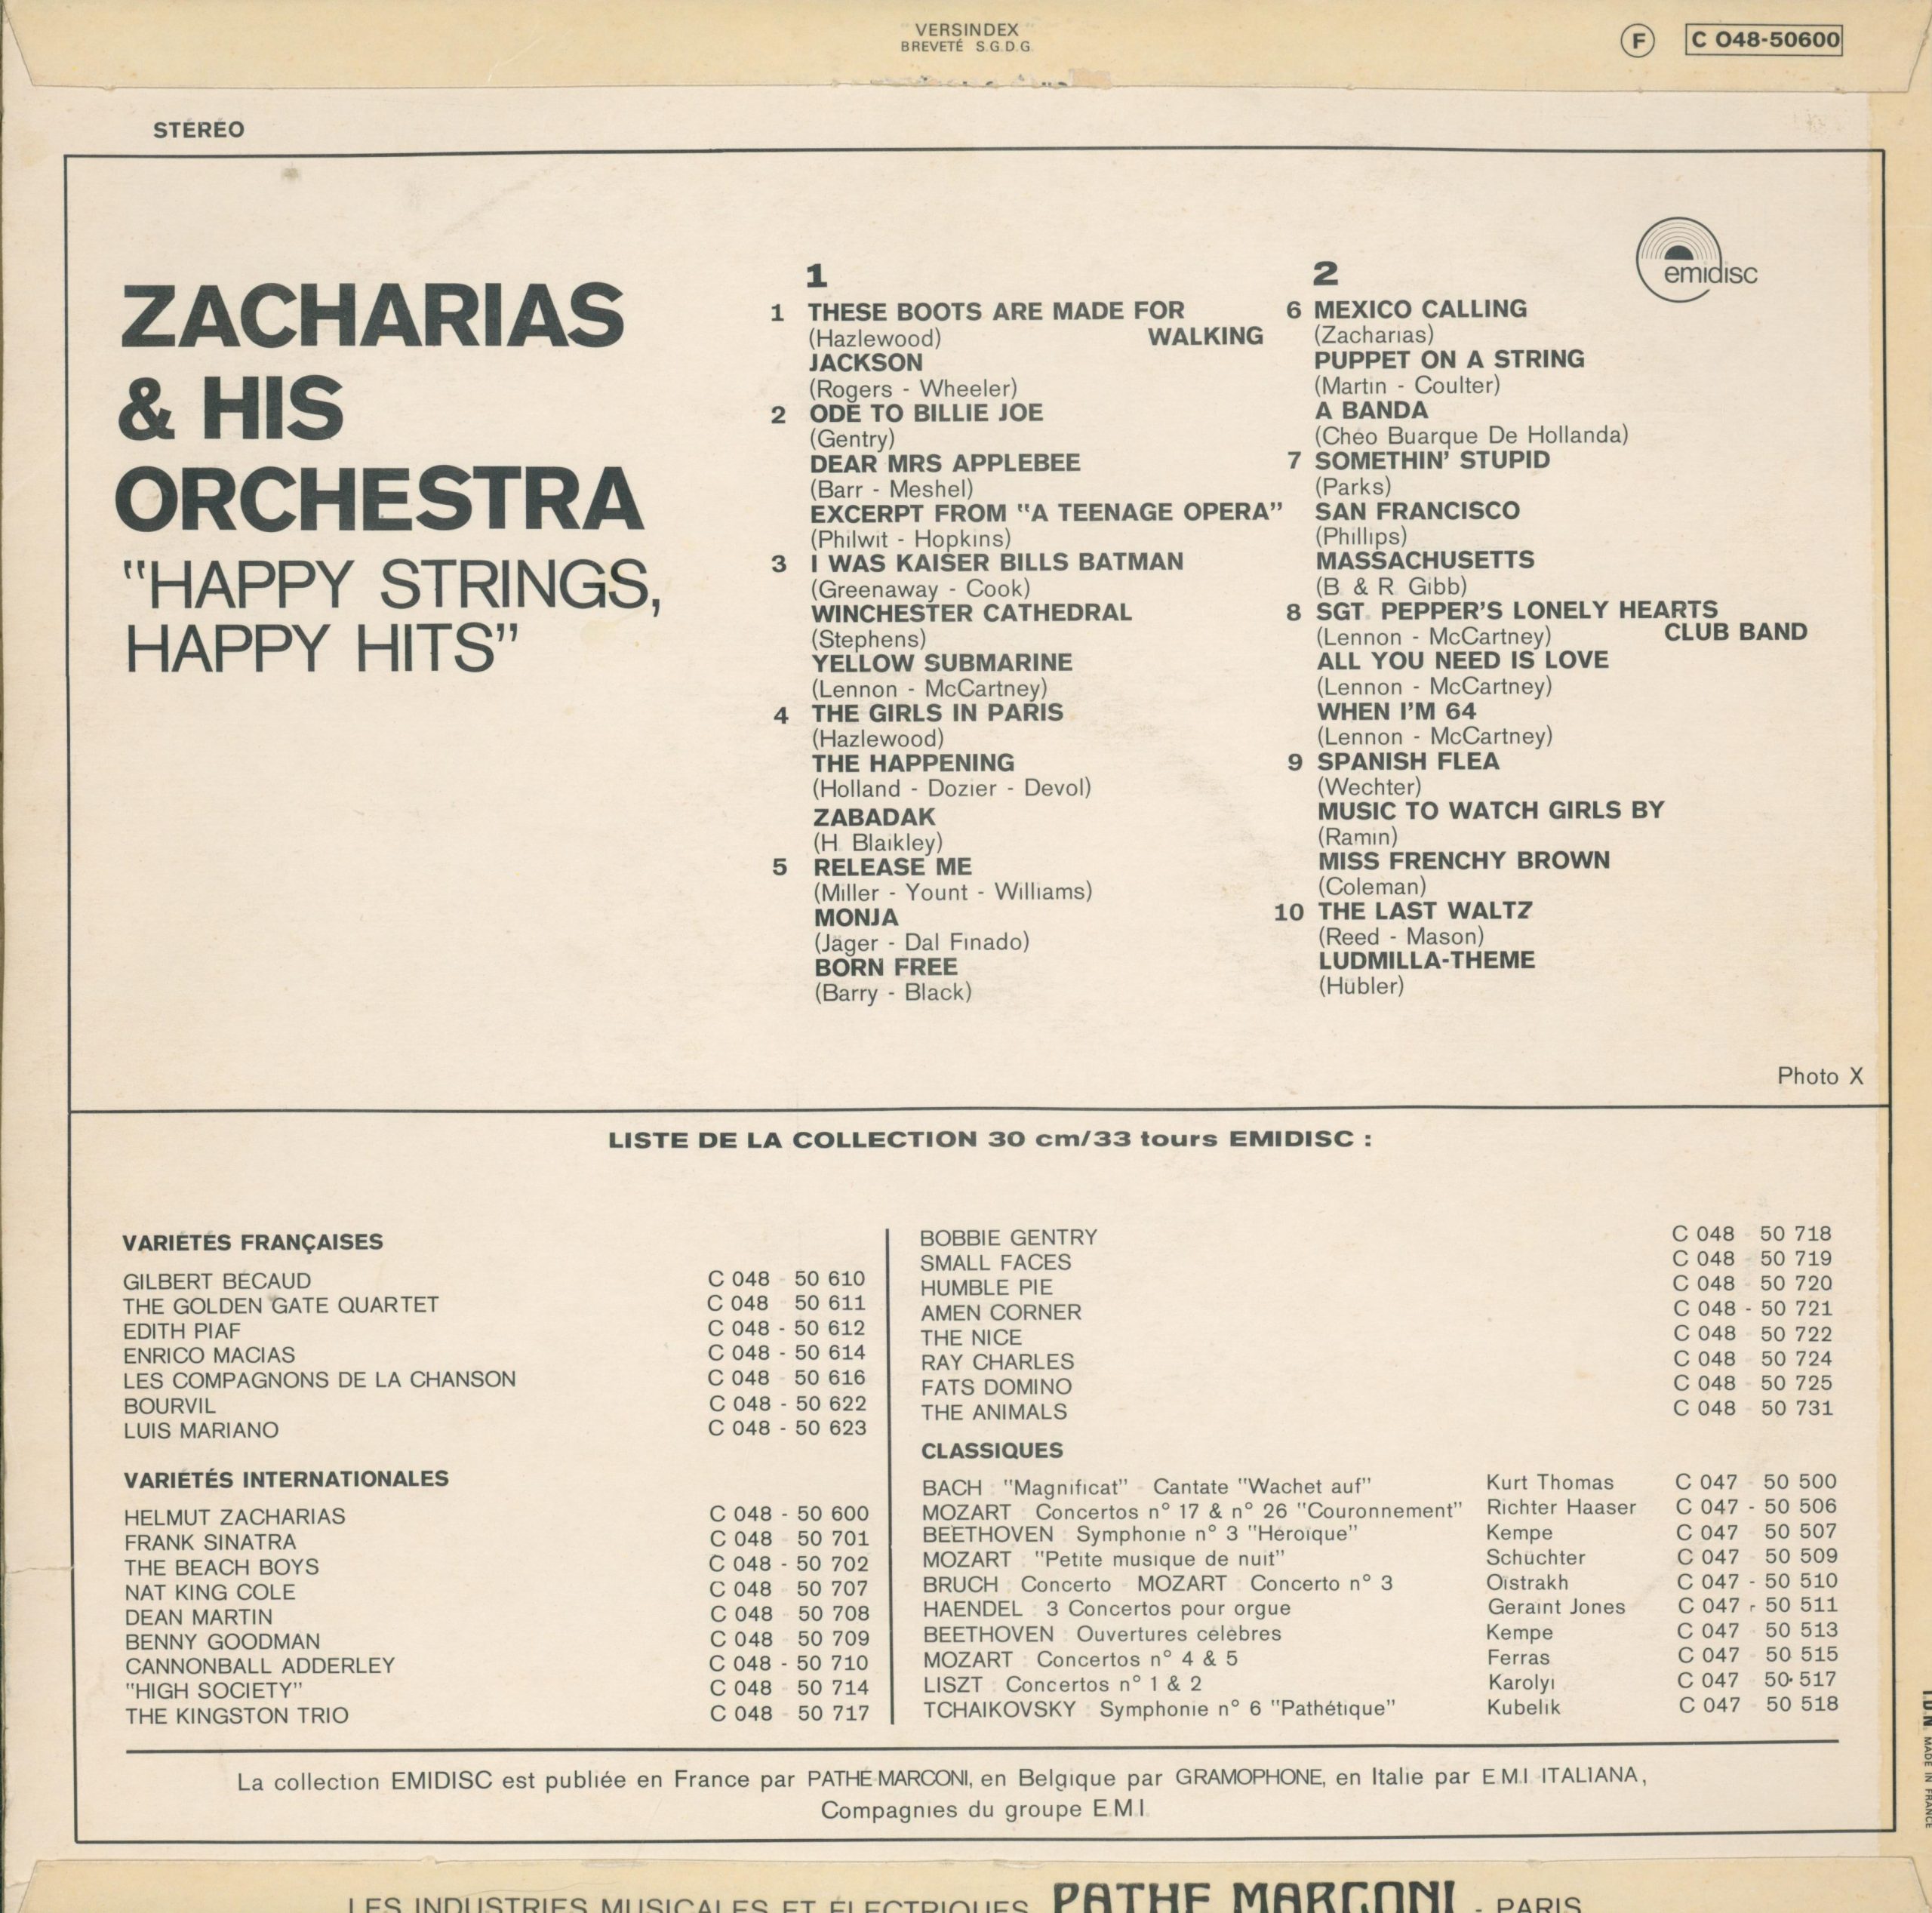 " VERSINDEX "
BREVETÉ S.G.D.G.
F C 048-50600
STÉRÉO
emidisc
ZACHARIAS
& HIS
ORCHESTRA
"HAPPY STRINGS,
HAPPY HITS"
1
1 THESE BOOTS ARE MADE FOR
(Hazlewood) WALKING
JACKSON
(Rogers - Wheeler)
2 ODE TO BILLIE JOE
(Gentry)
DEAR MRS APPLEBEE
(Barr - Meshel)
EXCERPT FROM "A TEENAGE OPERA"
(Philwit - Hopkins)
3 I WAS KAISER BILLS BATMAN
(Greenaway - Cook)
WINCHESTER CATHEDRAL
(Stephens)
YELLOW SUBMARINE
(Lennon - McCartney)
4 THE GIRLS IN PARIS
(Hazlewood)
THE HAPPENING
(Holland - Dozier - Devol)
ZABADAK
(H. Blaikley)
5 RELEASE ME
(Miller - Yount - Williams)
MONJA
(Jäger - Dal Finado)
BORN FREE
(Barry - Black)
2
6 MEXICO CALLING
(Zacharias)
PUPPET ON A STRING
(Martin - Coulter)
A BANDA
(Chéo Buarque De Hollanda)
7 SOMETHIN' STUPID
(Parks)
SAN FRANCISCO
(Phillips)
MASSACHUSETTS
(B. & R. Gibb)
8 SGT. PEPPER'S LONELY HEARTS
(Lennon - McCartney) CLUB BAND
ALL YOU NEED IS LOVE
(Lennon - McCartney)
WHEN I'M 64
(Lennon - McCartney)
9 SPANISH FLEA
(Wechter)
MUSIC TO WATCH GIRLS BY
(Ramin)
MISS FRENCHY BROWN
(Coleman)
10 THE LAST WALTZ
(Reed - Mason)
LUDMILLA-THEME
(Hübler)
Photo X
LISTE DE LA COLLECTION 30 cm/33 tours EMIDISC :
VARIÉTÉS FRANÇAISES
GILBERT BÉCAUD C 048 - 50 610
THE GOLDEN GATE QUARTET C 048 - 50 611
EDITH PIAF C 048 - 50 612
ENRICO MACIAS C 048 - 50 614
LES COMPAGNONS DE LA CHANSON C 048 - 50 616
BOURVIL C 048 - 50 622
LUIS MARIANO C 048 - 50 623
VARIÉTÉS INTERNATIONALES
HELMUT ZACHARIAS C 048 - 50 600
FRANK SINATRA C 048 - 50 701
THE BEACH BOYS C 048 - 50 702
NAT KING COLE C 048 - 50 707
DEAN MARTIN C 048 - 50 708
BENNY GOODMAN C 048 - 50 709
CANNONBALL ADDERLEY C 048 - 50 710
"HIGH SOCIETY" C 048 - 50 714
THE KINGSTON TRIO C 048 - 50 717
BOBBIE GENTRY C 048 - 50 718
SMALL FACES C 048 - 50 719
HUMBLE PIE C 048 - 50 720
AMEN CORNER C 048 - 50 721
THE NICE C 048 - 50 722
RAY CHARLES C 048 - 50 724
FATS DOMINO C 048 - 50 725
THE ANIMALS C 048 - 50 731
CLASSIQUES
BACH : "Magnificat" - Cantate "Wachet auf" Kurt Thomas C 047 - 50 500
MOZART : Concertos n° 17 & n° 26 "Couronnement" Richter Haaser C 047 - 50 506
BEETHOVEN : Symphonie n° 3 "Héroïque" Kempe C 047 - 50 507
MOZART : "Petite musique de nuit" Schüchter C 047 - 50 509
BRUCH : Concerto - MOZART : Concerto n° 3 Oïstrakh C 047 - 50 510
HAENDEL : 3 Concertos pour orgue Geraint Jones C 047 - 50 511
BEETHOVEN : Ouvertures célèbres Kempe C 047 - 50 513
MOZART : Concertos n° 4 & 5 Ferras C 047 - 50 515
LISZT : Concertos n° 1 & 2 Karolyi C 047 - 50 517
TCHAIKOVSKY : Symphonie n° 6 "Pathétique" Kubelik C 047 - 50 518
La collection EMIDISC est publiée en France par PATHÉ-MARCONI, en Belgique par GRAMOPHONE, en Italie par E.M.I. ITALIANA,
Compagnies du groupe E.M.I.
MADE IN FRANCE
LES INDUSTRIES MUSICALES ET ÉLECTRIQUES PATHE MARCONI - PARIS